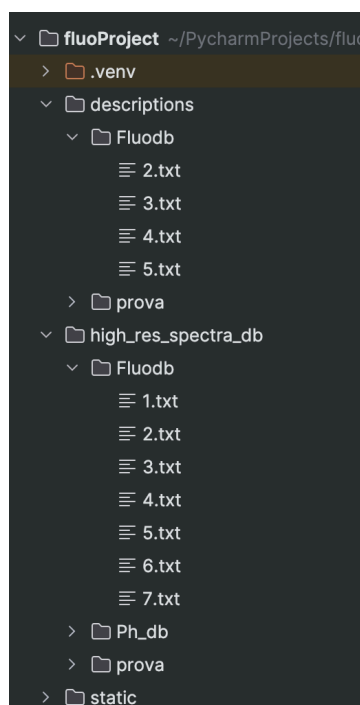 fluoProject ~/PycharmProjects/fluo
.venv
descriptions
Fluodb
2.txt
3.txt
4.txt
5.txt
prova
high_res_spectra_db
Fluodb
1.txt
2.txt
3.txt
4.txt
5.txt
6.txt
7.txt
Ph_db
prova
static